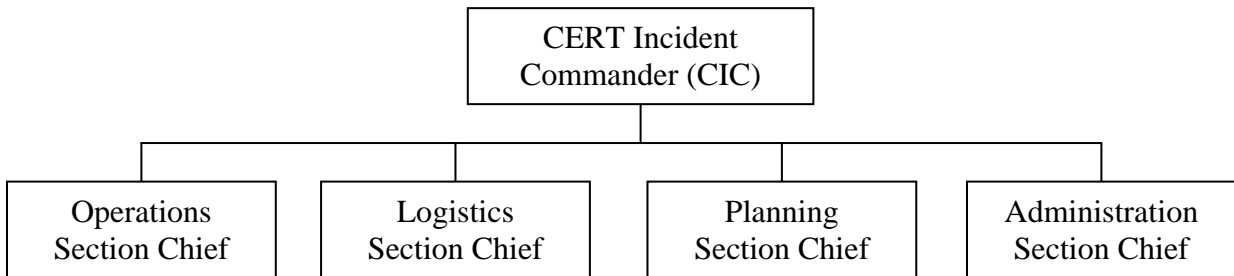 CERT Incident
Commander (CIC)
Operations
Section Chief
Logistics
Section Chief
Planning
Section Chief
Administration
Section Chief